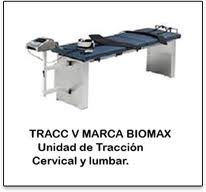 TRACC V MARCA BIOMAX
Unidad de Tracción
Cervical y lumbar.